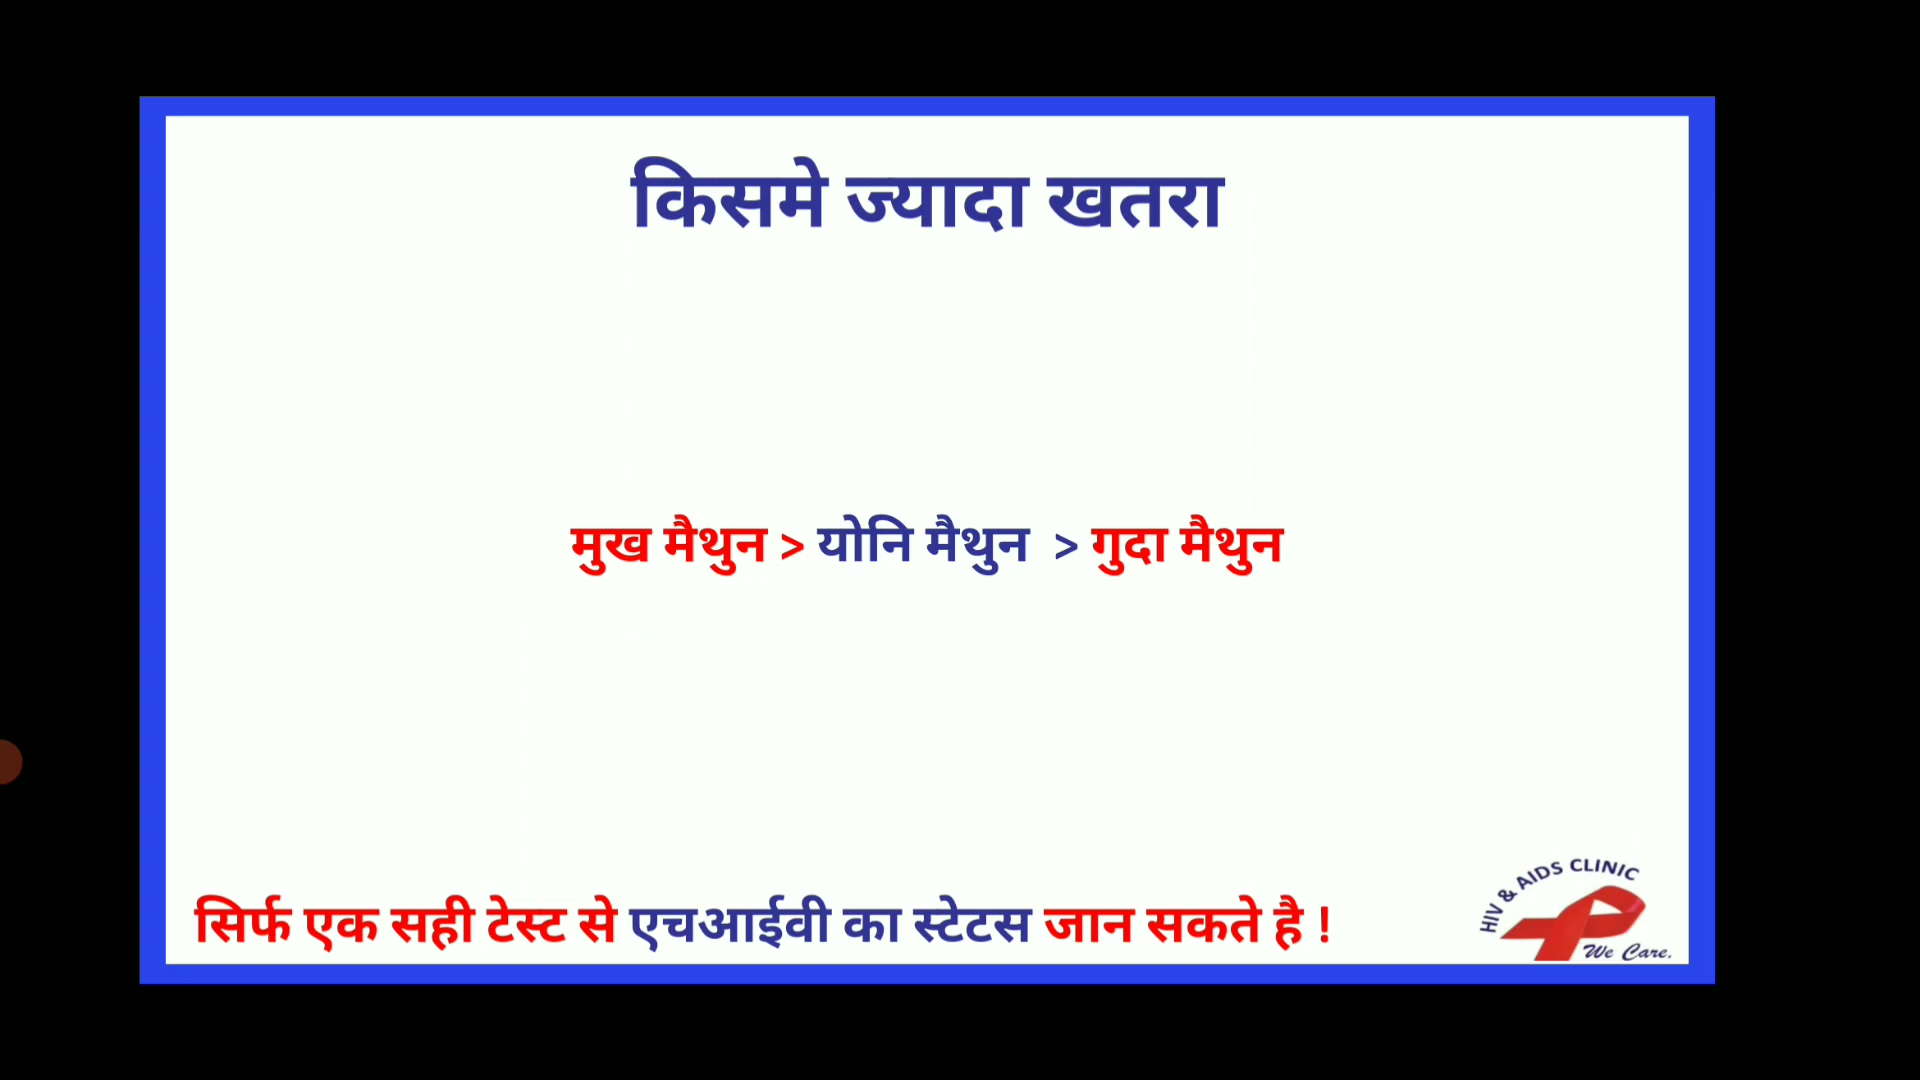 किसमे ज्यादा खतरा
मुख मैथुन > योनि मैथुन > गुदा मैथुन
सिर्फ एक सही टेस्ट से एचआईवी का स्टेटस जान सकते है !
HIV & AIDS CLINIC
We Care.